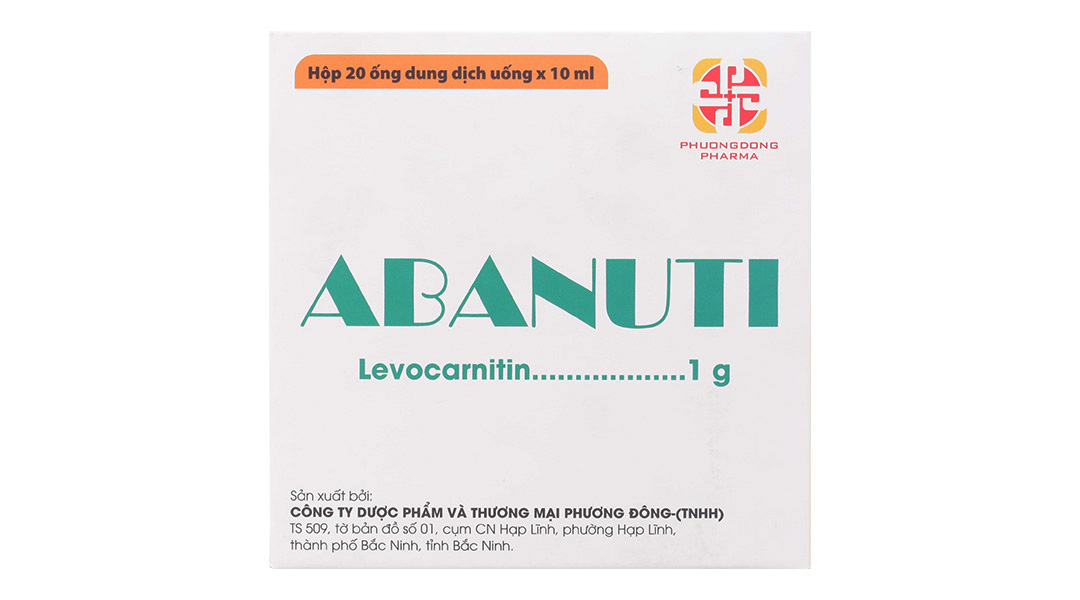 Hộp 20 ống dung dịch uống x 10 ml
PHUONGDONG
PHARMA
ABANUTI
Levocarnitin..................1 g
Sản xuất bởi:
CÔNG TY DƯỢC PHẨM VÀ THƯƠNG MẠI PHƯƠNG ĐÔNG-(TNHH)
TS 509, tờ bản đồ số 01, cụm CN Hạp Lĩnh, phường Hạp Lĩnh,
thành phố Bắc Ninh, tỉnh Bắc Ninh.